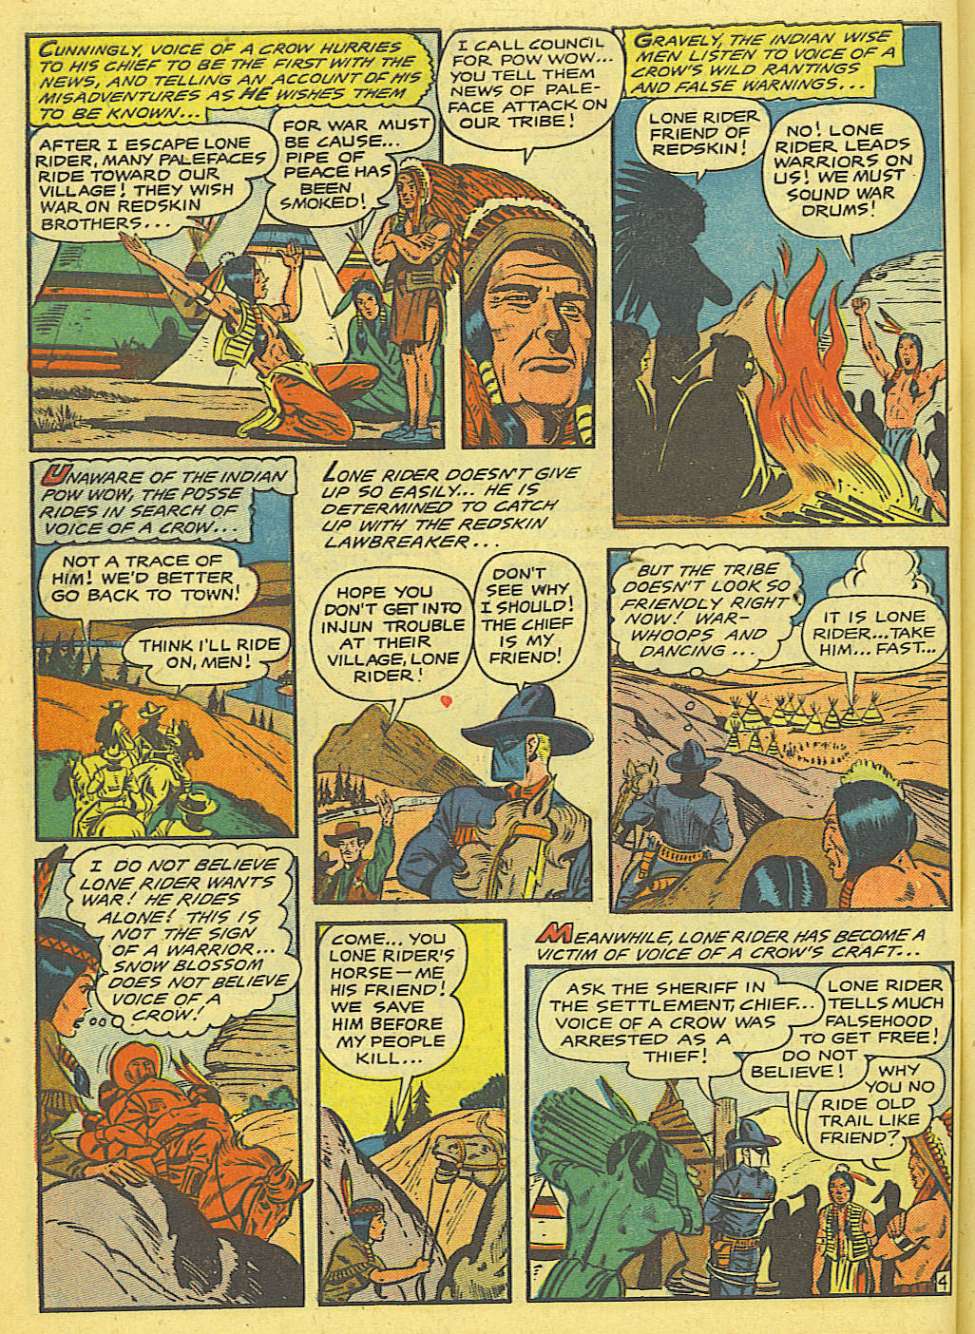 CUNNINGLY, VOICE OF A CROW HURRIES
TO HIS CHIEF TO BE THE FIRST WITH THE
NEWS, AND TELLING AN ACCOUNT OF HIS
MISADVENTURES AS HE WISHES THEM
TO BE KNOWN...
AFTER I ESCAPE LONE
RIDER, MANY PALEFACES
RIDE TOWARD OUR
VILLAGE! THEY WISH
WAR ON REDSKIN
BROTHERS...
FOR WAR MUST
BE CAUSE...
PIPE OF
PEACE HAS
BEEN
SMOKED!
I CALL COUNCIL
FOR POW WOW...
YOU TELL THEM
NEWS OF PALE-
FACE ATTACK ON
OUR TRIBE!
GRAVELY, THE INDIAN WISE
MEN LISTEN TO VOICE OF A
CROW'S WILD RANTINGS
AND FALSE WARNINGS...
LONE RIDER
FRIEND OF
REDSKIN!
NO! LONE
RIDER LEADS
WARRIORS ON
US! WE MUST
SOUND WAR
DRUMS!
UNAWARE OF THE INDIAN
POW WOW, THE POSSE
RIDES IN SEARCH OF
VOICE OF A CROW...
NOT A TRACE OF
HIM! WE'D BETTER
GO BACK TO TOWN!
THINK I'LL RIDE
ON, MEN!
LONE RIDER DOESN'T GIVE
UP SO EASILY... HE IS
DETERMINED TO CATCH
UP WITH THE REDSKIN
LAWBREAKER...
HOPE YOU
DON'T GET INTO
INJUN TROUBLE
AT THEIR
VILLAGE, LONE
RIDER!
DON'T
SEE WHY
I SHOULD!
THE CHIEF
IS MY
FRIEND!
BUT THE TRIBE
DOESN'T LOOK SO
FRIENDLY RIGHT
NOW! WAR-
WHOOPS AND
DANCING...
IT IS LONE
RIDER...TAKE
HIM... FAST...
I DO NOT BELIEVE
LONE RIDER WANTS
WAR! HE RIDES
ALONE! THIS IS
NOT THE SIGN
OF A WARRIOR...
SNOW BLOSSOM
DOES NOT BELIEVE
VOICE OF A
CROW!
COME... YOU
LONE RIDER'S
HORSE — ME
HIS FRIEND!
WE SAVE
HIM BEFORE
MY PEOPLE
KILL...
MEANWHILE, LONE RIDER HAS BECOME A
VICTIM OF VOICE OF A CROW'S CRAFT...
ASK THE SHERIFF IN
THE SETTLEMENT, CHIEF...
VOICE OF A CROW WAS
ARRESTED AS A
THIEF!
LONE RIDER
TELLS MUCH
FALSEHOOD
TO GET FREE!
DO NOT
BELIEVE!
WHY
YOU NO
RIDE OLD
TRAIL LIKE
FRIEND?
4